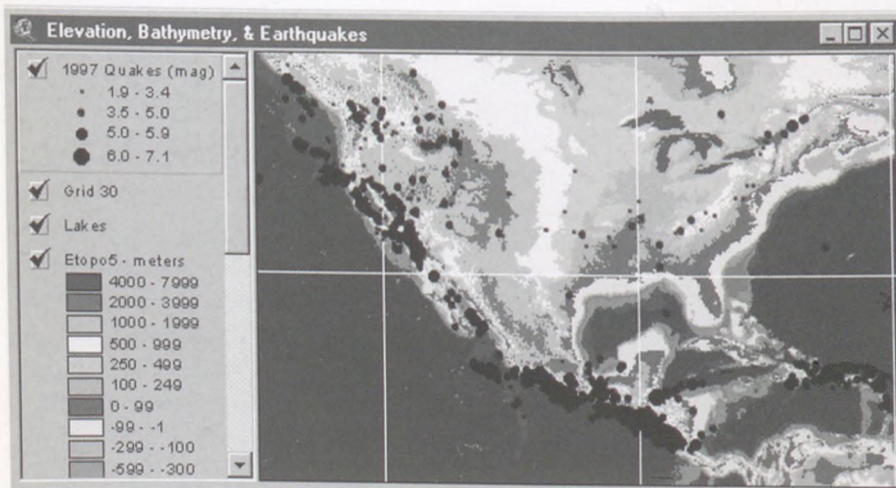 Elevation, Bathymetry, & Earthquakes
1997 Quakes (mag)
1.9 - 3.4
3.5 - 5.0
5.0 - 5.9
6.0 - 7.1
Grid 30
Lakes
Etopo5 - meters
4000 - 7999
2000 - 3999
1000 - 1999
500 - 999
250 - 499
100 - 249
0 - 99
-99 - -1
-299 - -100
-599 - -300